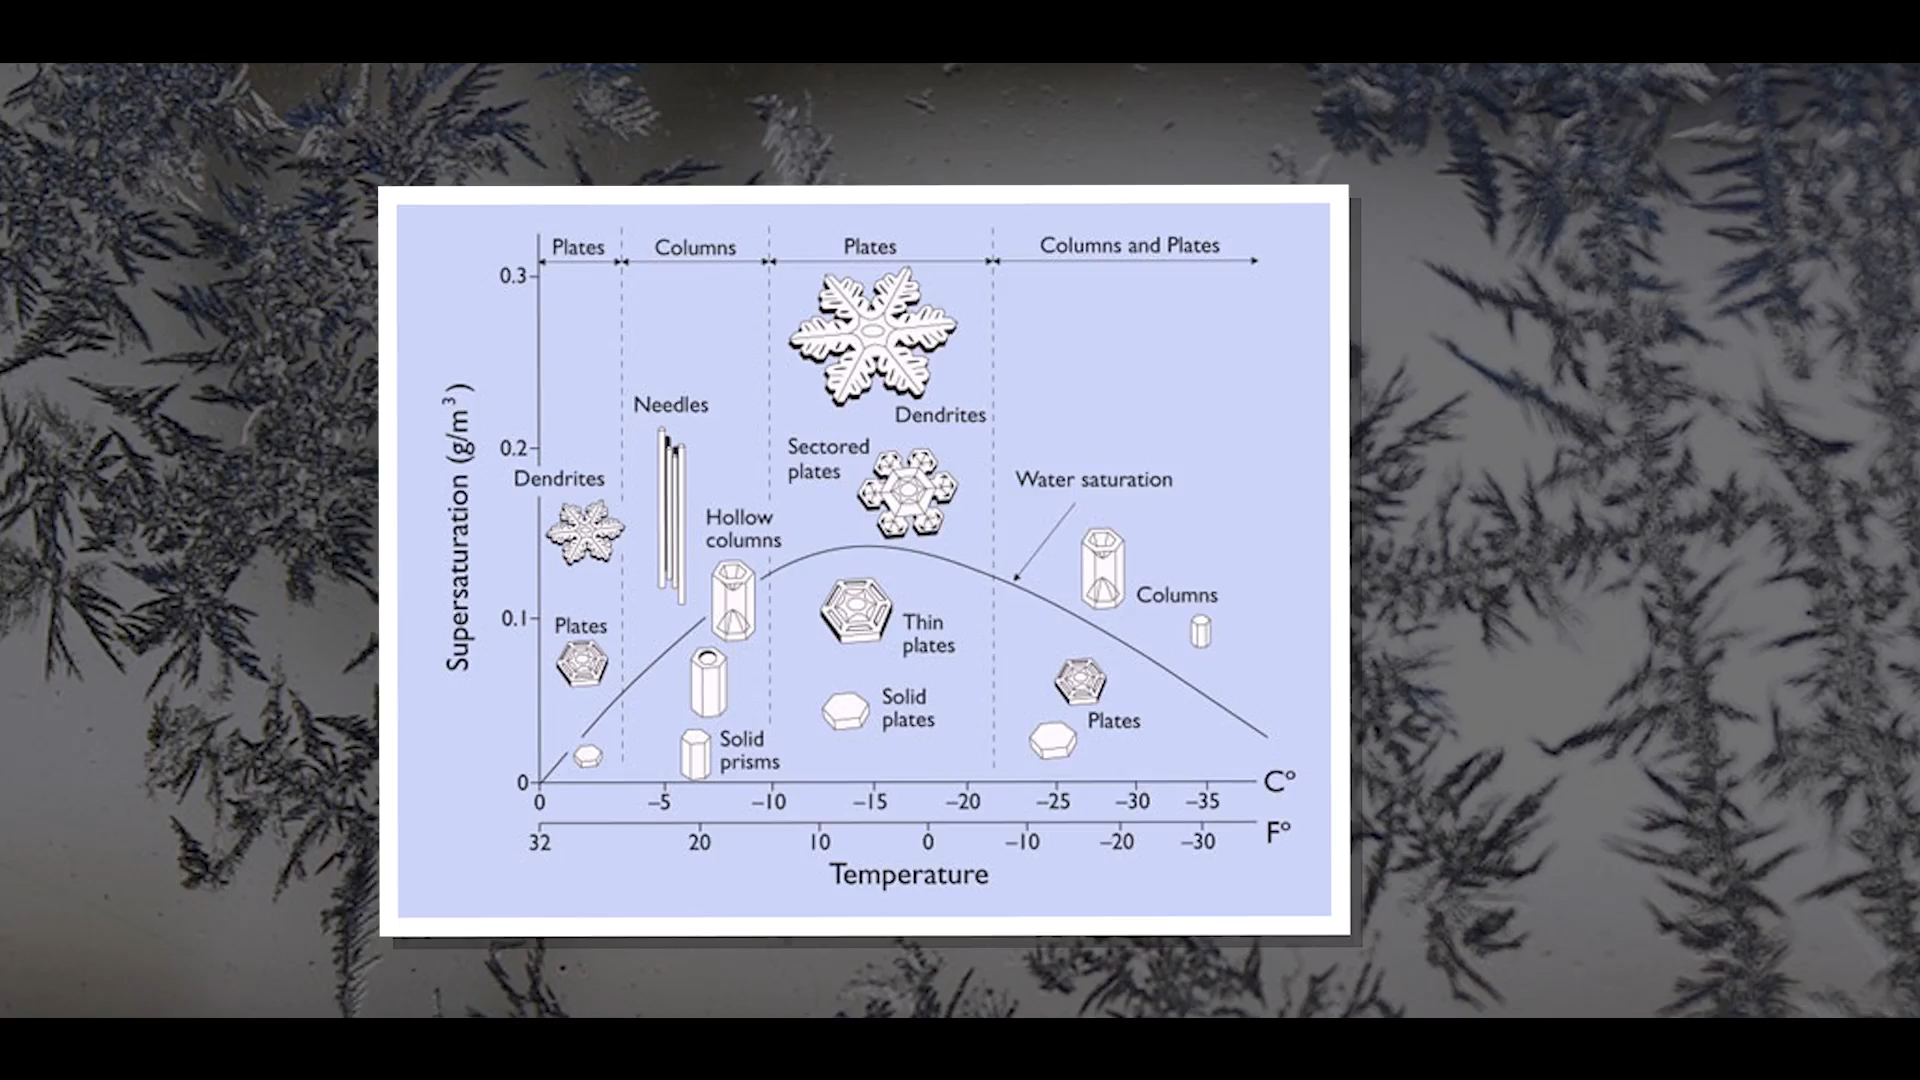 Plates
Columns
Plates
Columns and Plates
0.3
Needles
Dendrites
Sectored
plates
0.2
Dendrites
Water saturation
Hollow
columns
Supersaturation (g/m³)
Columns
0.1
Plates
Thin
plates
Solid
plates
Plates
Solid
prisms
0
C°
0 –5 –10 –15 –20 –25 –30 –35
F°
32 20 10 0 –10 –20 –30
Temperature